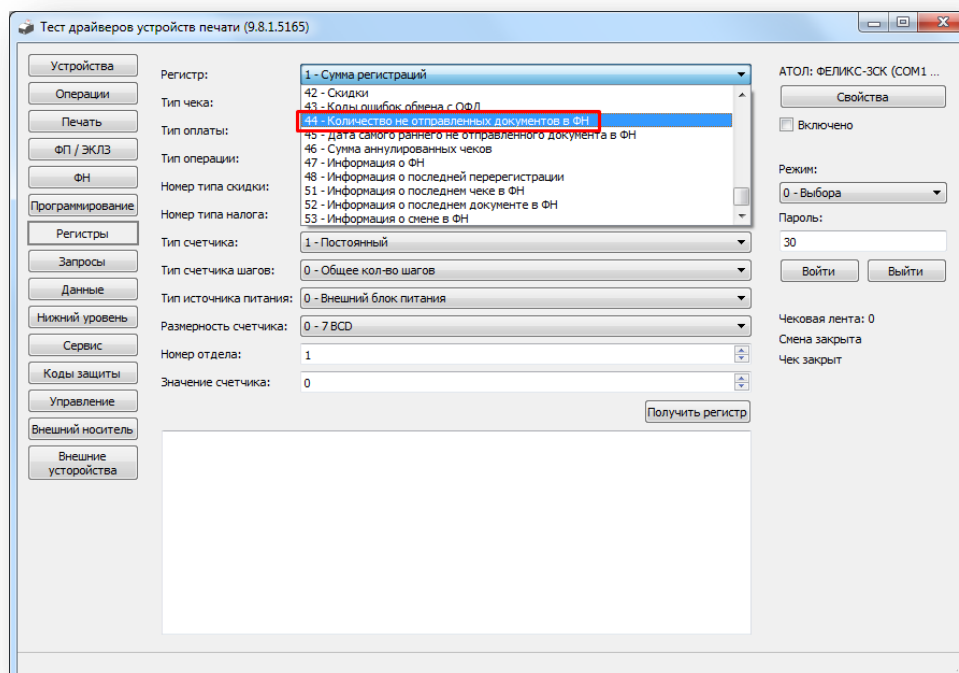 Тест драйверов устройств печати (9.8.1.5165)
Устройства
Операции
Печать
ФП / ЭКЛЗ
ФН
Программирование
Регистры
Запросы
Данные
Нижний уровень
Сервис
Коды защиты
Управление
Внешний носитель
Внешние
усторойства
Регистр:
1 - Сумма регистраций
42 - Скидки
43 - Коды ошибок обмена с ОФД
44 - Количество не отправленных документов в ФН
45 - Дата самого раннего не отправленного документа в ФН
46 - Сумма аннулированных чеков
47 - Информация о ФН
48 - Информация о последней перерегистрации
51 - Информация о последнем чеке в ФН
52 - Информация о последнем документе в ФН
53 - Информация о смене в ФН
Тип чека:
Тип оплаты:
Тип операции:
Номер типа скидки:
Номер типа налога:
Тип счетчика:
1 - Постоянный
Тип счетчика шагов:
0 - Общее кол-во шагов
Тип источника питания:
0 - Внешний блок питания
Размерность счетчика:
0 - 7 BCD
Номер отдела:
1
Значение счетчика:
0
Получить регистр
АТОЛ: ФЕЛИКС-3СК (COM1 ...
Свойства
Включено
Режим:
0 - Выбора
Пароль:
30
Войти
Выйти
Чековая лента: 0
Смена закрыта
Чек закрыт